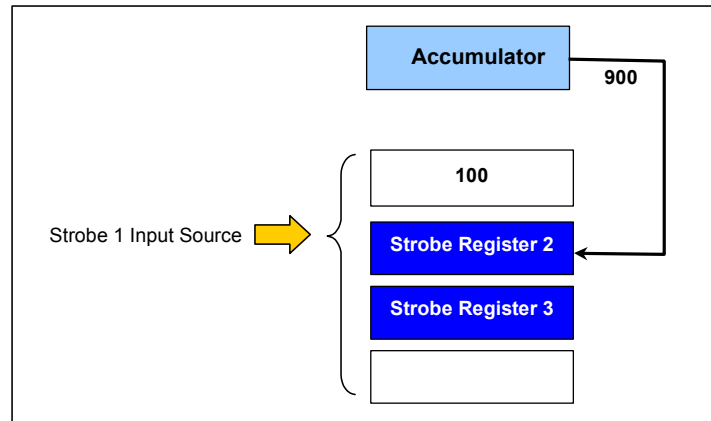 Accumulator
900
100
Strobe 1 Input Source
Strobe Register 2
Strobe Register 3